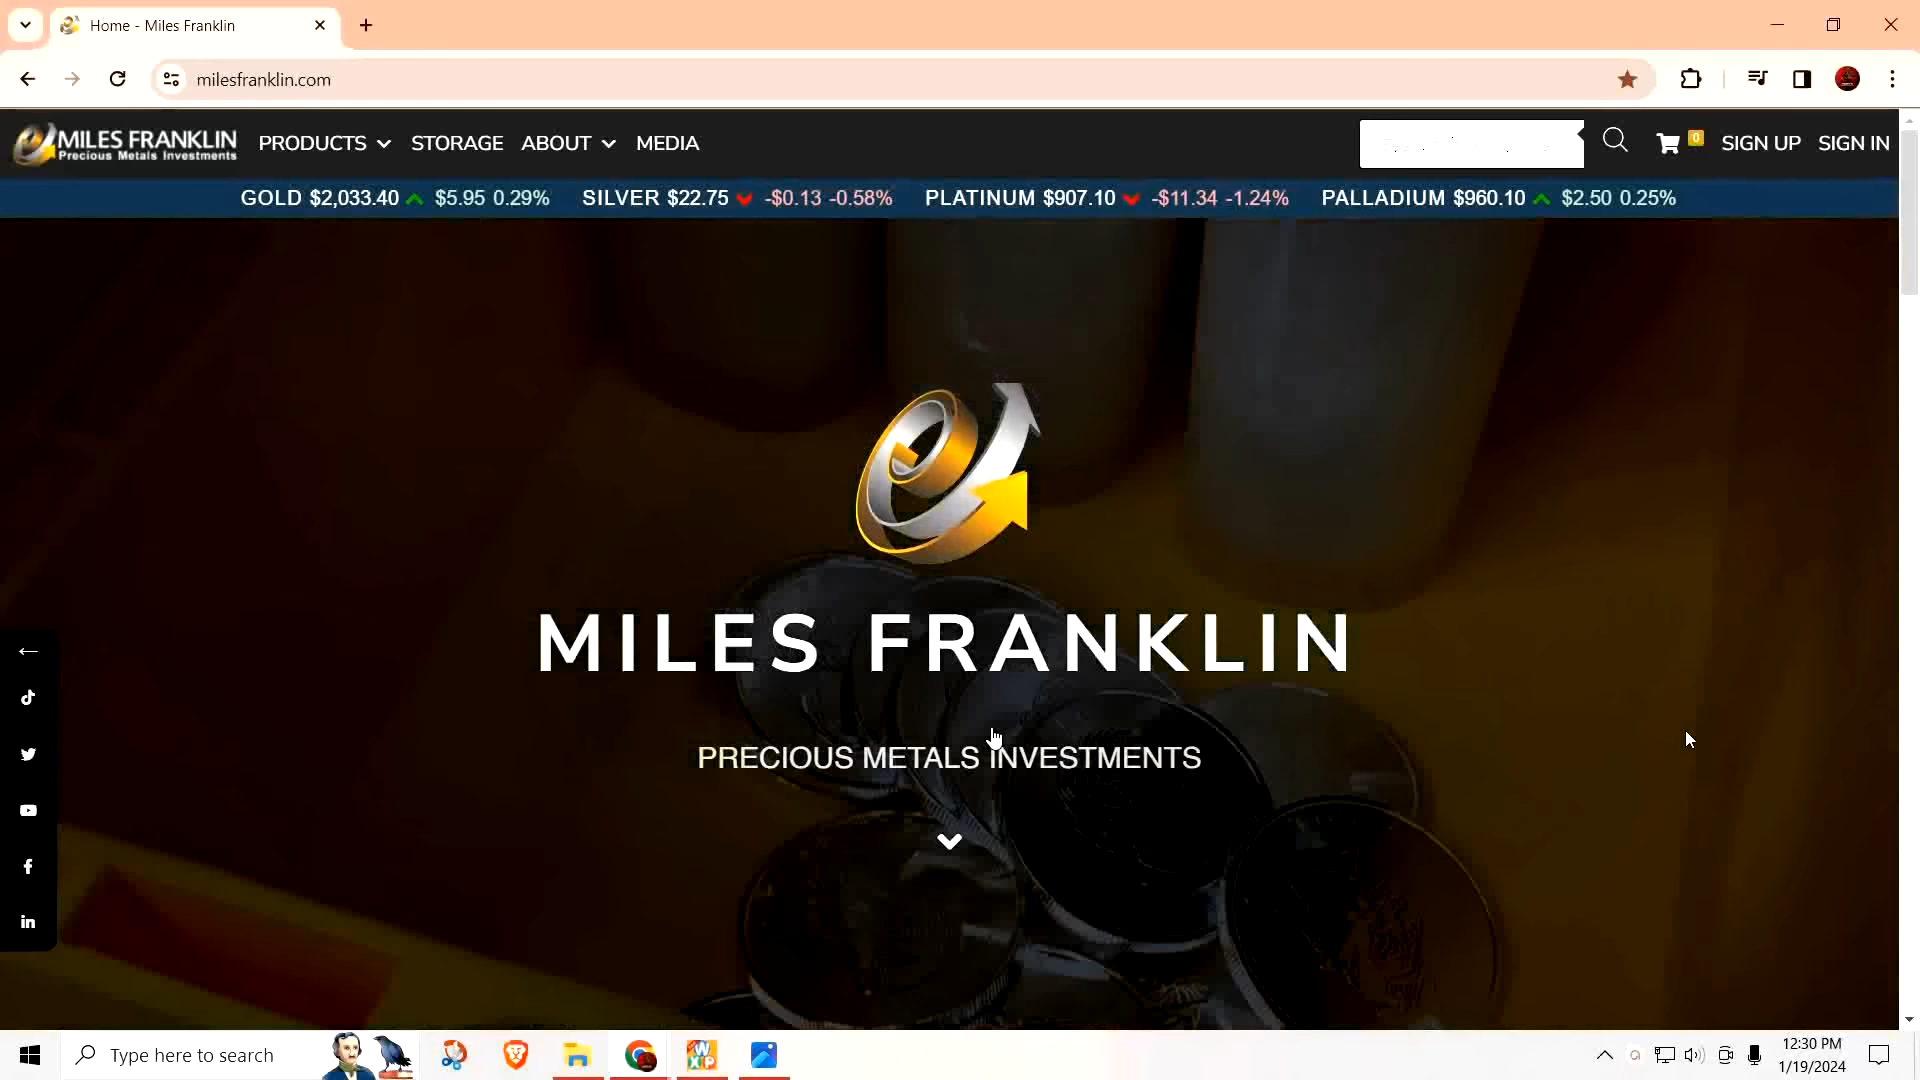 Home - Miles Franklin
milesfranklin.com
MILES FRANKLIN
Precious Metals Investments
PRODUCTS STORAGE ABOUT MEDIA
0 SIGN UP SIGN IN
GOLD $2,033.40 $5.95 0.29% SILVER $22.75 -$0.13 -0.58% PLATINUM $907.10 -$11.34 -1.24% PALLADIUM $960.10 $2.50 0.25%
MILES FRANKLIN
PRECIOUS METALS INVESTMENTS
Type here to search
12:30 PM
1/19/2024